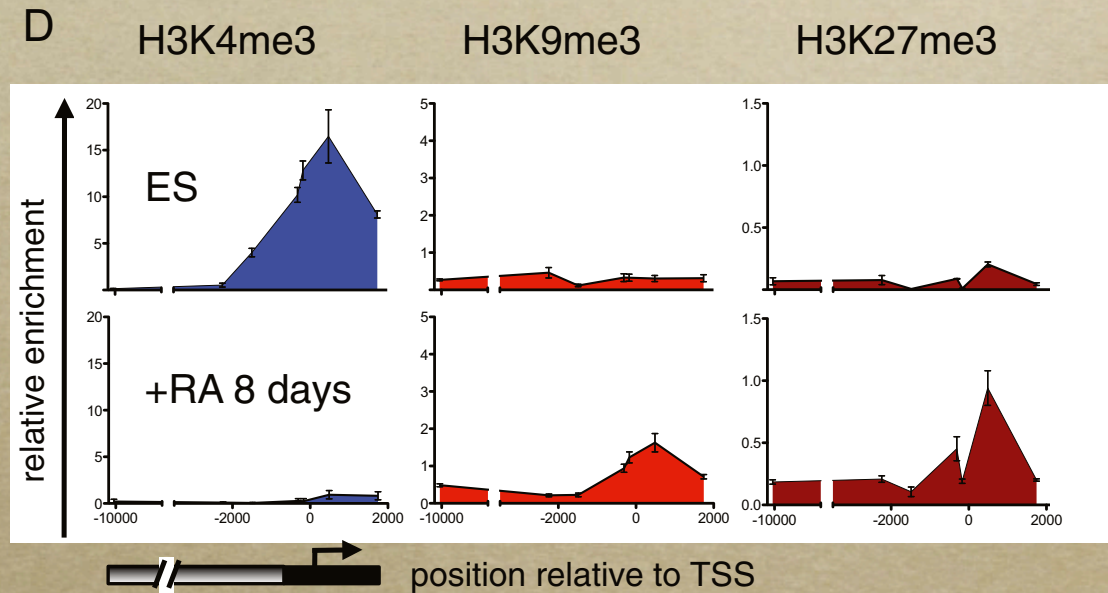 D
H3K4me3 H3K9me3 H3K27me3
relative enrichment
20 5 1.5
15 4
3 1.0
10 2 0.5
5 1
ES
20 5 1.5
15 4 1.0
10 3
2 0.5
5 1
0 0 0.0
+RA 8 days
-10000 -2000 0 2000 -10000 -2000 0 2000 -10000 -2000 0 2000
position relative to TSS